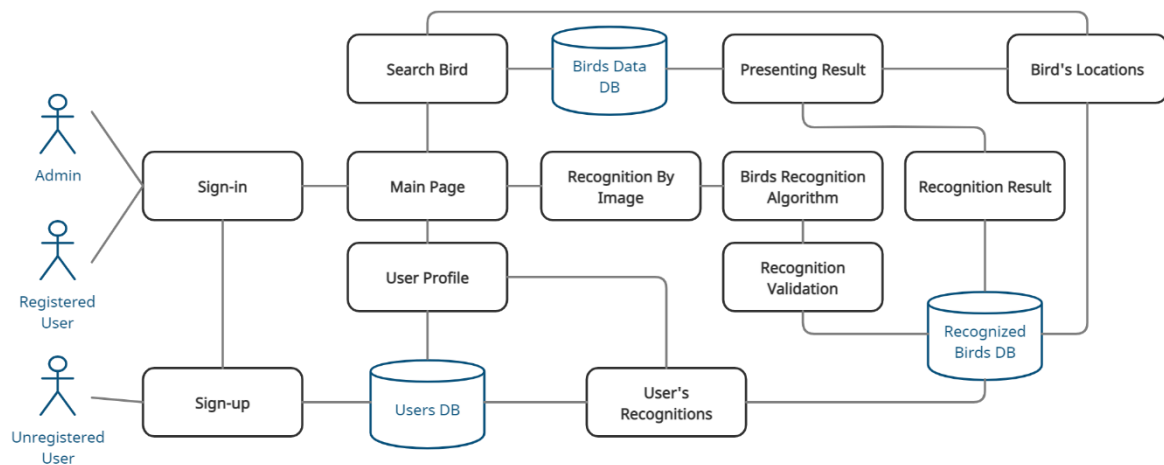 Search Bird
Birds Data
DB
Presenting Result
Bird's Locations
Admin
Sign-in
Main Page
Recognition By
Image
Birds Recognition
Algorithm
Recognition Result
Registered
User
User Profile
Recognition
Validation
Recognized
Birds DB
Unregistered
User
Sign-up
Users DB
User's
Recognitions